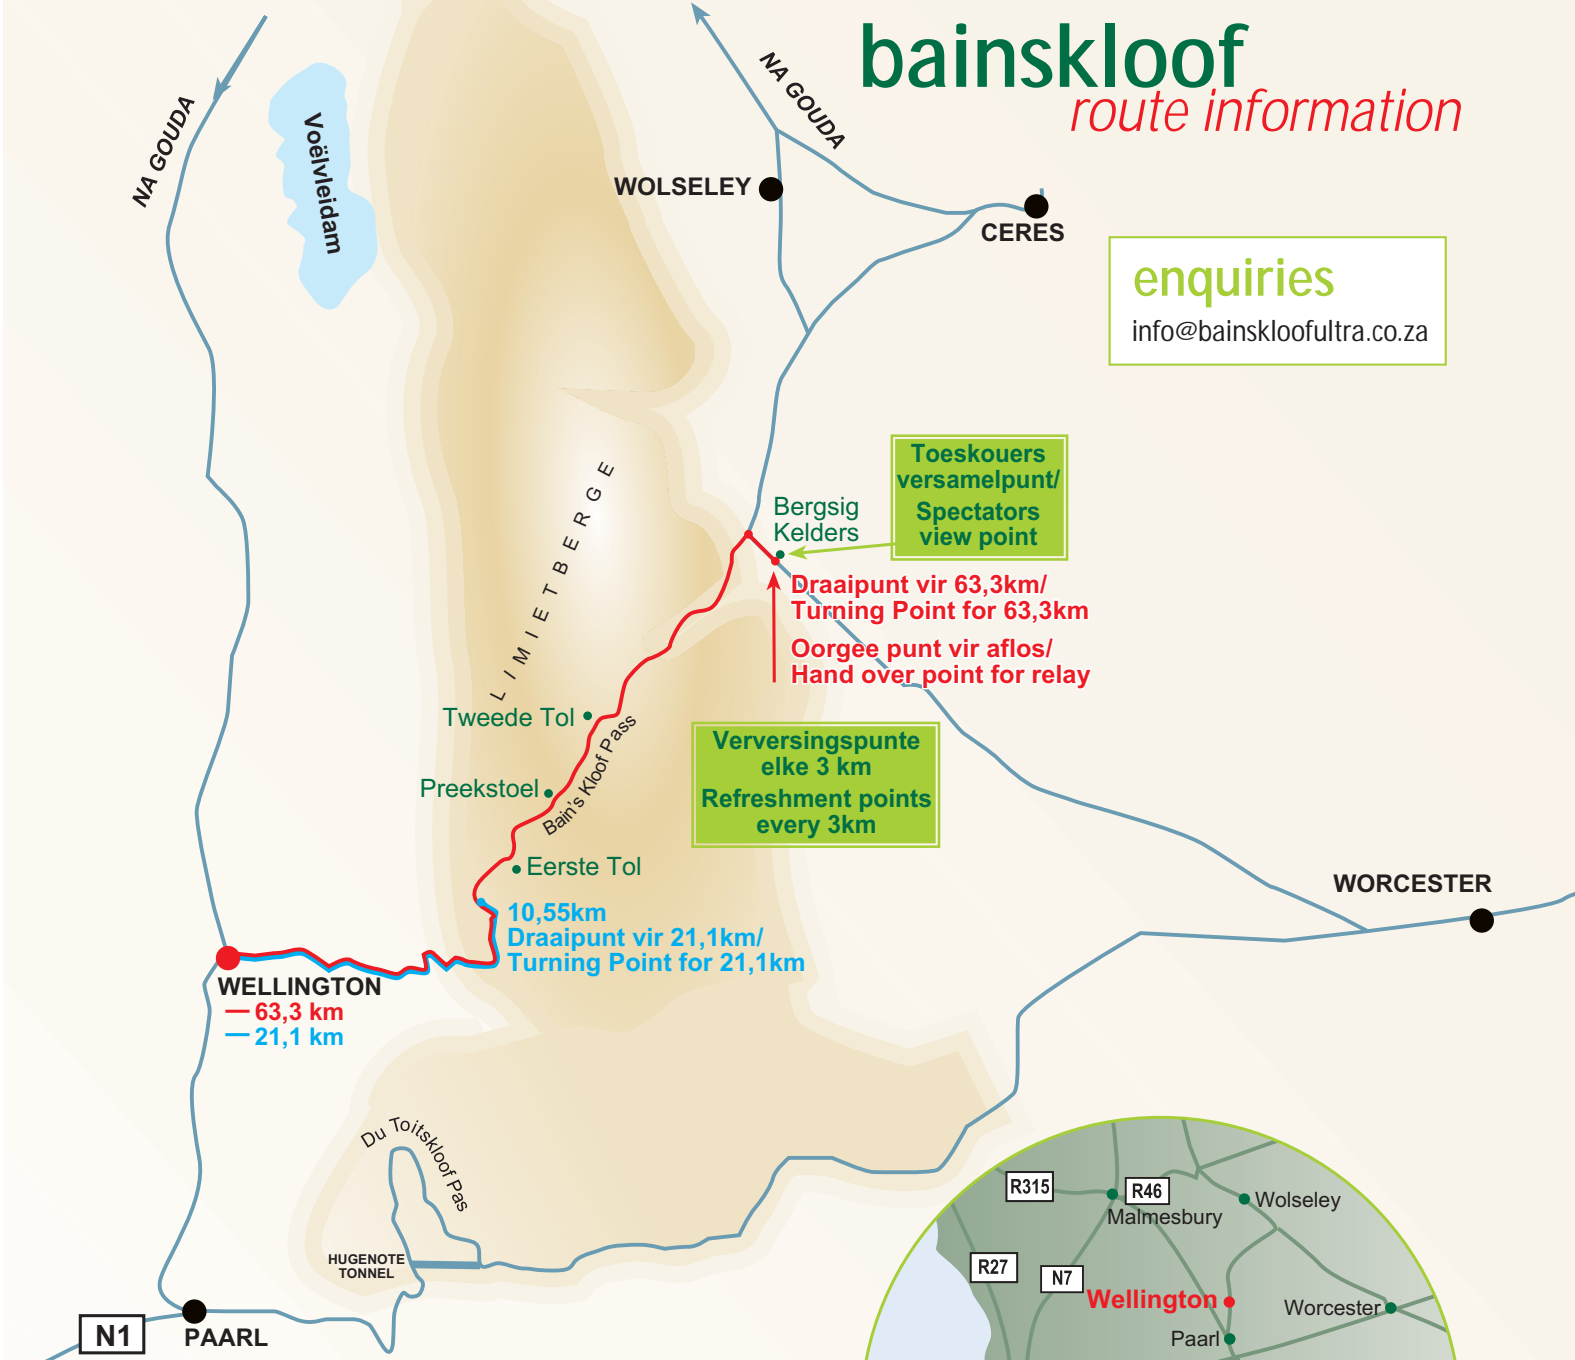 bainskloof
route information
NA GOUDA
Voëlvleidam
NA GOUDA
WOLSELEY
CERES
enquiries
info@bainskloofultra.co.za
LIMIETBERGE
Toeskouers
versamelpunt/
Spectators
view point
Bergsig
Kelders
Draaipunt vir 63,3km/
Turning Point for 63,3km
Oorgee punt vir aflos/
Hand over point for relay
Tweede Tol
Bain's Kloof Pass
Preekstoel
Verversingspunte
elke 3 km
Refreshment points
every 3km
Eerste Tol
WORCESTER
10,55km
Draaipunt vir 21,1km/
Turning Point for 21,1km
WELLINGTON
63,3 km
21,1 km
Du Toitskloof Pas
HUGENOTE
TONNEL
N1
PAARL
R315
R46
Wolseley
Malmesbury
R27
N7
Wellington
Worcester
Paarl